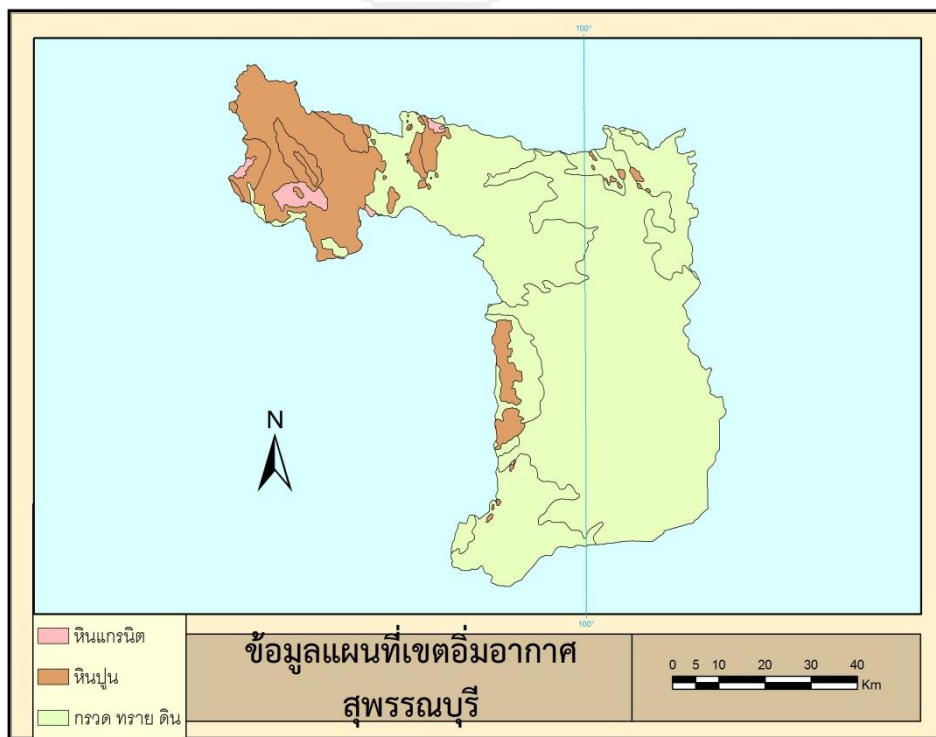 100°
N
100°
หินแกรนิต
หินปูน
กรวด ทราย ดิน
ข้อมูลแผนที่เขตอิ่มอากาศ
สุพรรณบุรี
0 5 10 20 30 40
Km